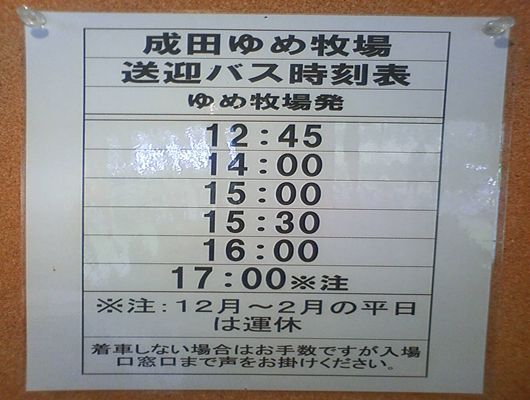 成田ゆめ牧場
送迎バス時刻表
ゆめ牧場発
12：45
14：00
15：00
15：30
16：00
17：00※注
※注：12月～2月の平日
は運休
着車しない場合はお手数ですが入場
口窓口まで声をお掛けください。